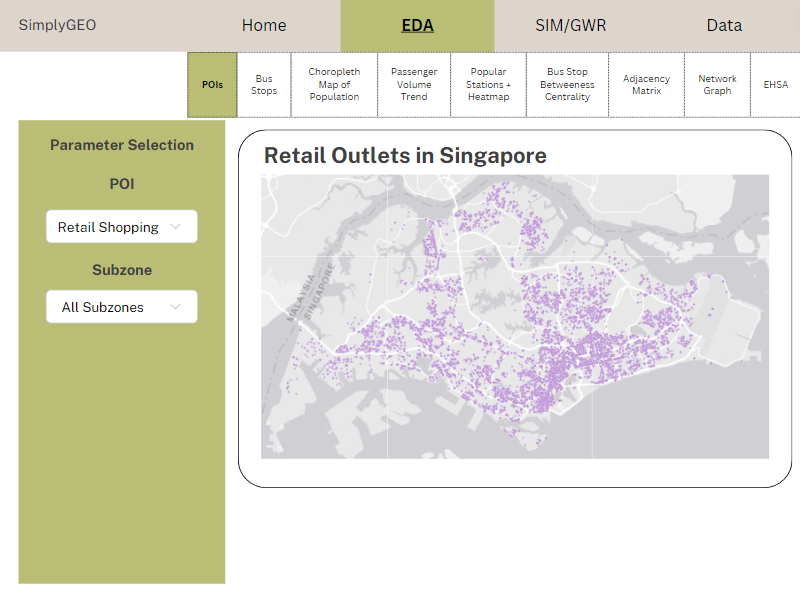 SimplyGEO
Home
EDA
SIM/GWR
Data
POIs
Bus
Stops
Choropleth
Map of
Population
Passenger
Volume
Trend
Popular
Stations +
Heatmap
Bus Stop
Betweeness
Centrality
Adjacency
Matrix
Network
Graph
EHSA
Parameter Selection
POI
Retail Shopping
Subzone
All Subzones
Retail Outlets in Singapore
MALAYSIA
SINGAPORE